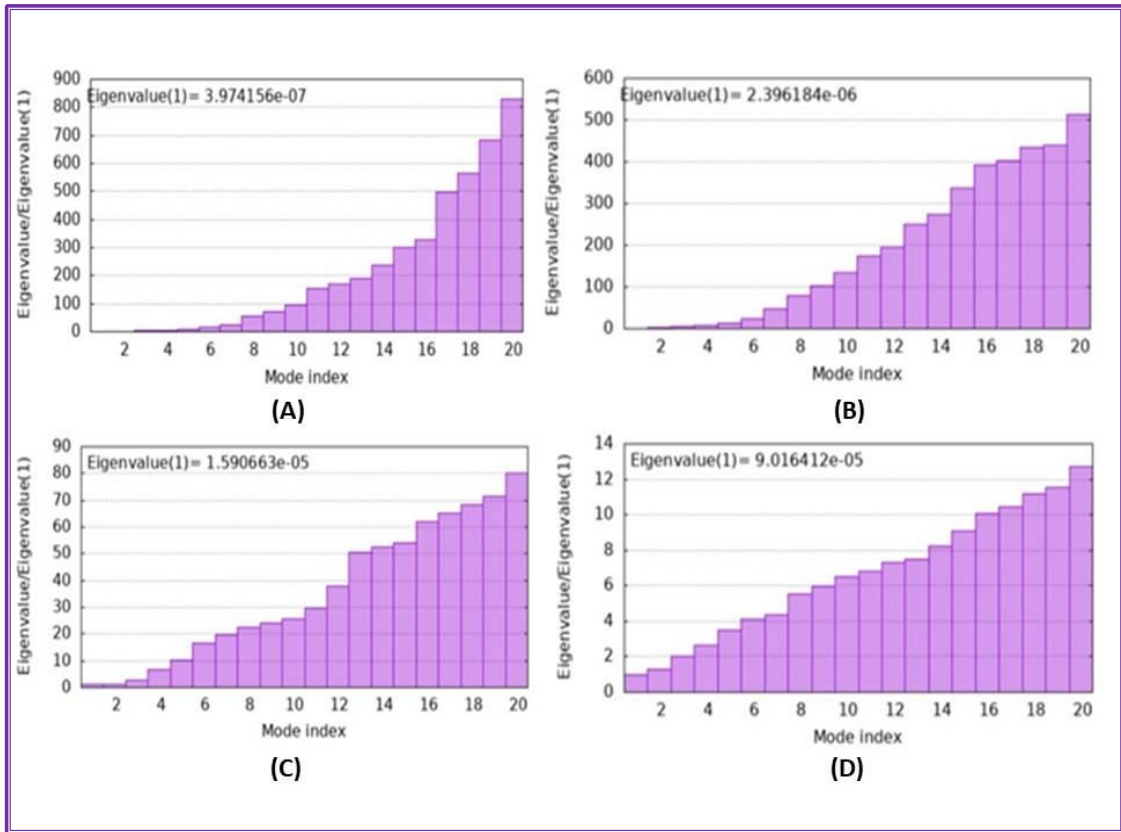 Eigenvalue/Eigenvalue(1)
900
800
700
600
500
400
300
200
100
0
Eigenvalue(1)= 3.974156e-07
2 4 6 8 10 12 14 16 18 20
Mode index
(A)
Eigenvalue/Eigenvalue(1)
600
500
400
300
200
100
0
Eigenvalue(1)= 2.396184e-06
2 4 6 8 10 12 14 16 18 20
Mode index
(B)
Eigenvalue/Eigenvalue(1)
90
80
70
60
50
40
30
20
10
0
Eigenvalue(1)= 1.590663e-05
2 4 6 8 10 12 14 16 18 20
Mode index
(C)
Eigenvalue/Eigenvalue(1)
14
12
10
8
6
4
2
0
Eigenvalue(1)= 9.016412e-05
2 4 6 8 10 12 14 16 18 20
Mode index
(D)